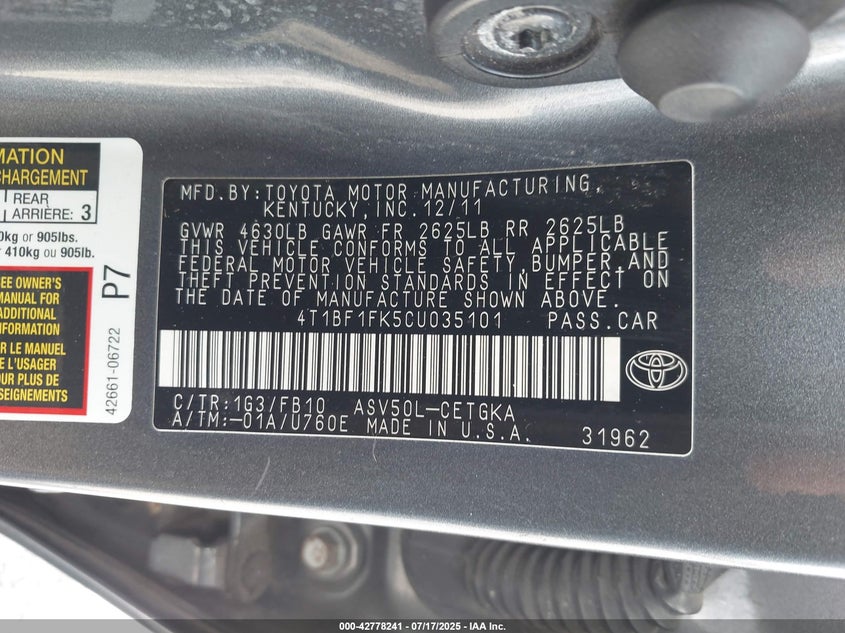 MATION
CHARGEMENT
REAR
ARRIÈRE: 3
0kg or 905lbs.
r 410kg ou 905lb.
EE OWNER'S
MANUAL FOR
ADDITIONAL
INFORMATION
R LE MANUEL
E L'USAGER
OUR PLUS DE
SEIGNEMENTS
P7
42661-06722
MFD.BY:TOYOTA MOTOR MANUFACTURING,
KENTUCKY, INC. 12/11
GVWR 4630LB GAWR FR 2625LB RR 2625LB
THIS VEHICLE CONFORMS TO ALL APPLICABLE
FEDERAL MOTOR VEHICLE SAFETY, BUMPER, AND
THEFT PREVENTION STANDARDS IN EFFECT ON
THE DATE OF MANUFACTURE SHOWN ABOVE.
4T1BF1FK5CU035101 PASS.CAR
C/TR:1G3/FB10 ASV50L-CETGKA
A/TM:-01A/U760E MADE IN U.S.A. 31962
000-42778241 - 07/17/2025 - IAA Inc.